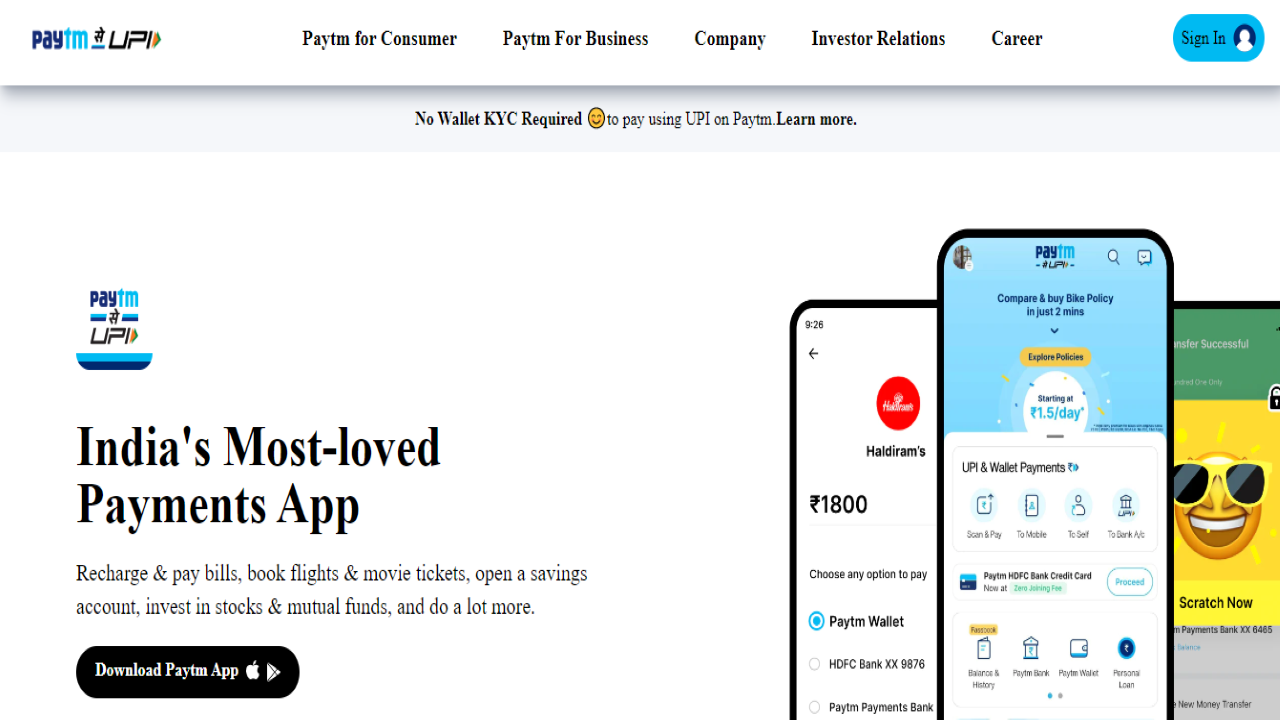 paytm से UPI
Paytm for Consumer
Paytm For Business
Company
Investor Relations
Career
Sign In
No Wallet KYC Required 😊to pay using UPI on Paytm.Learn more.
paytm
से
UPI
India's Most-loved
Payments App
Recharge & pay bills, book flights & movie tickets, open a savings
account, invest in stocks & mutual funds, and do a lot more.
Download Paytm App
9:26
Haldiram's
Haldiram's
₹1800
Choose any option to pay
Paytm Wallet
HDFC Bank XX 9876
Paytm Payments Bank
paytm
से UPI
Compare & buy Bike Policy
in just 2 mins
Explore Policies
Starting at
₹1.5/day*
UPI & Wallet Payments
Scan & Pay
To Mobile
To Self
To Bank A/c
UPI
Paytm HDFC Bank Credit Card
Now at Zero Joining Fee
Proceed
Passbook
Balance &
History
Paytm Bank
Paytm Wallet
Personal
Loan
nsfer Successful
undred One Only
Scratch Now
m Payments Bank XX 6465
Balance
New Money Transfer